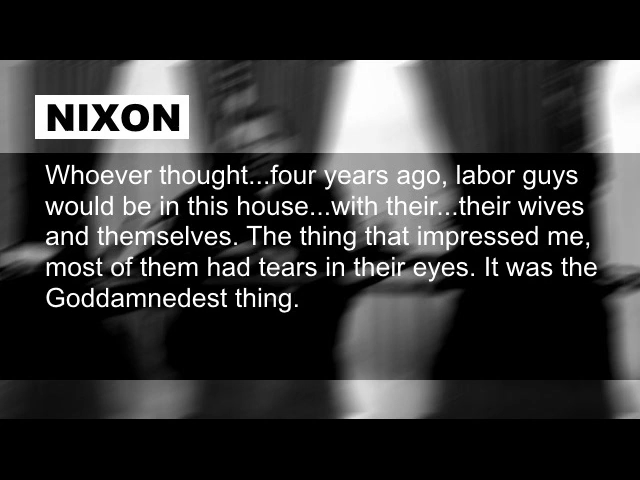 NIXON
Whoever thought...four years ago, labor guys
would be in this house...with their...their wives
and themselves. The thing that impressed me,
most of them had tears in their eyes. It was the
Goddamnedest thing.